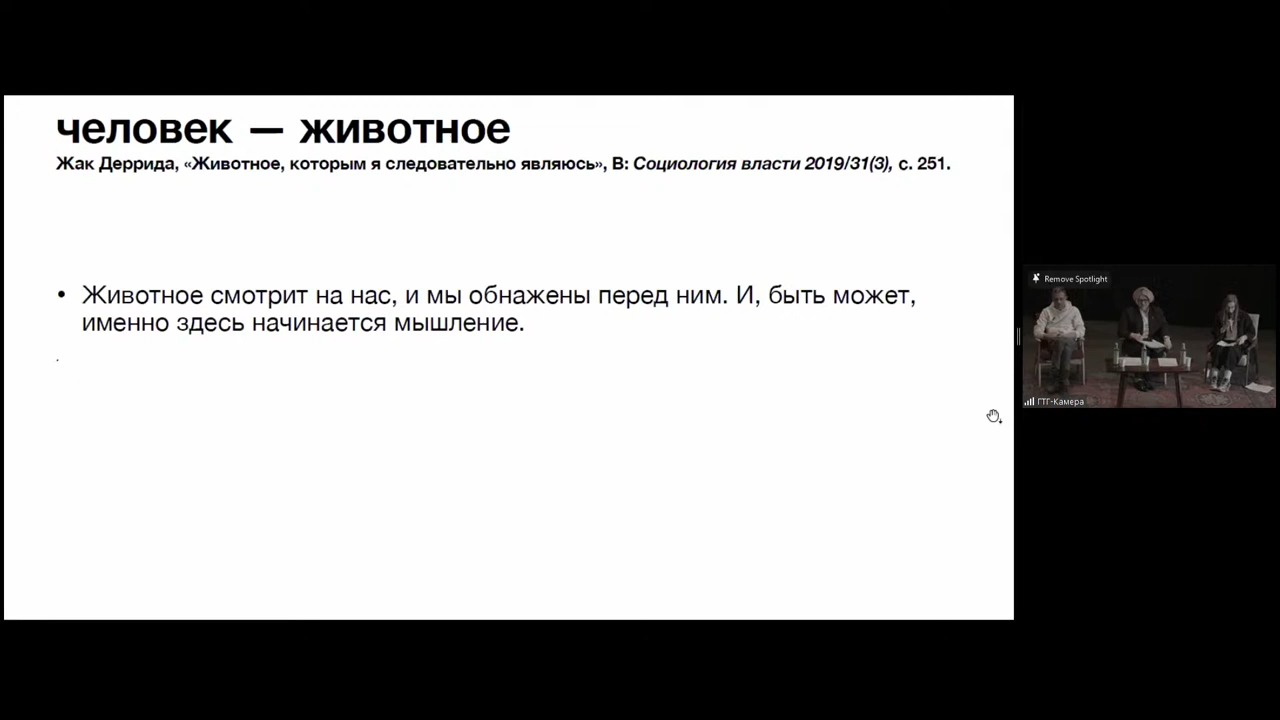 человек — животное
Жак Деррида, «Животное, которым я следовательно являюсь», В: Социология власти 2019/31(3), с. 251.
• Животное смотрит на нас, и мы обнажены перед ним. И, быть может,
именно здесь начинается мышление.
.
Remove Spotlight
ГТГ-Камера